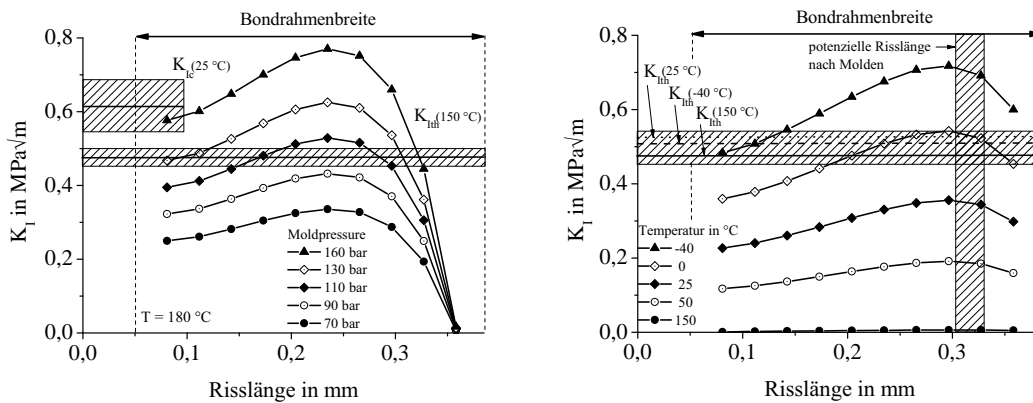 Bondrahmenbreite
K_Ic(25 °C)
K_Ith(150 °C)
K_I in MPa√m
0,8
0,6
0,4
0,2
0,0
Moldpressure
160 bar
130 bar
110 bar
90 bar
70 bar
T = 180 °C
0,0 0,1 0,2 0,3
Risslänge in mm
Bondrahmenbreite
potenzielle Risslänge
nach Molden
K_Ith(25 °C)
K_Ith(-40 °C)
K_Ith(150 °C)
K_I in MPa√m
0,8
0,6
0,4
0,2
0,0
Temperatur in °C
-40
0
25
50
150
0,0 0,1 0,2 0,3
Risslänge in mm